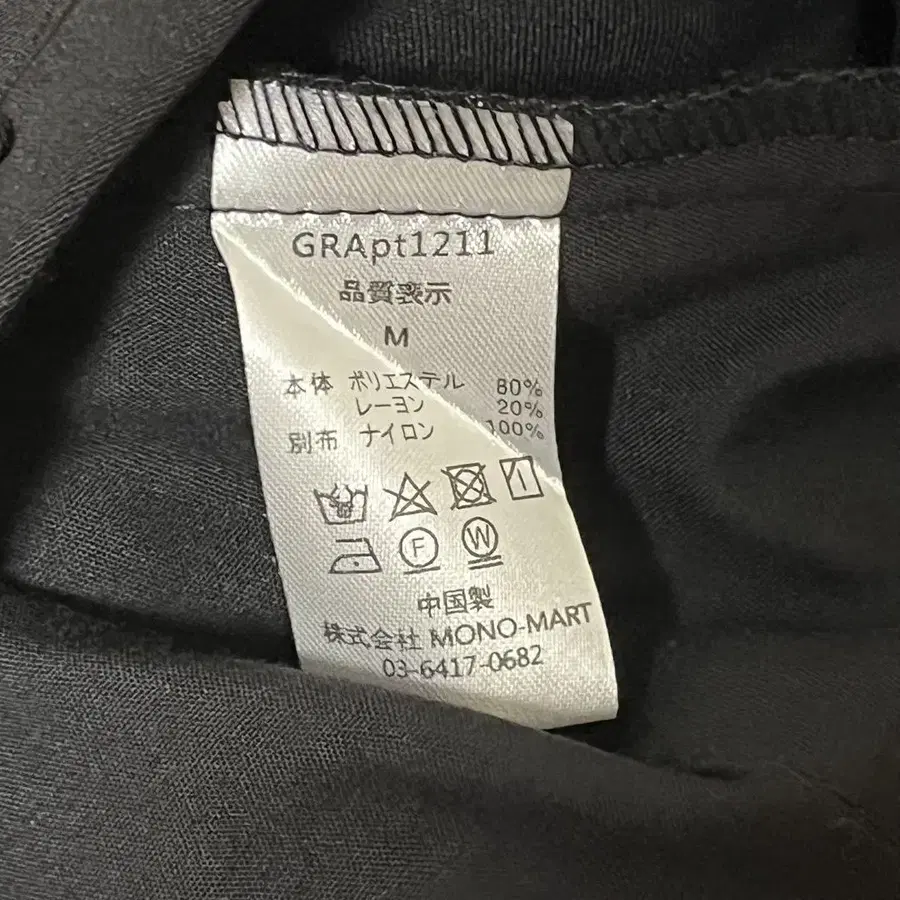 GRApt1211
品質表示
M
本体 ポリエステル 80%
レーヨン 20%
別布 ナイロン 100%
F W
中国製
株式会社 MONO-MART
03-6417-0682